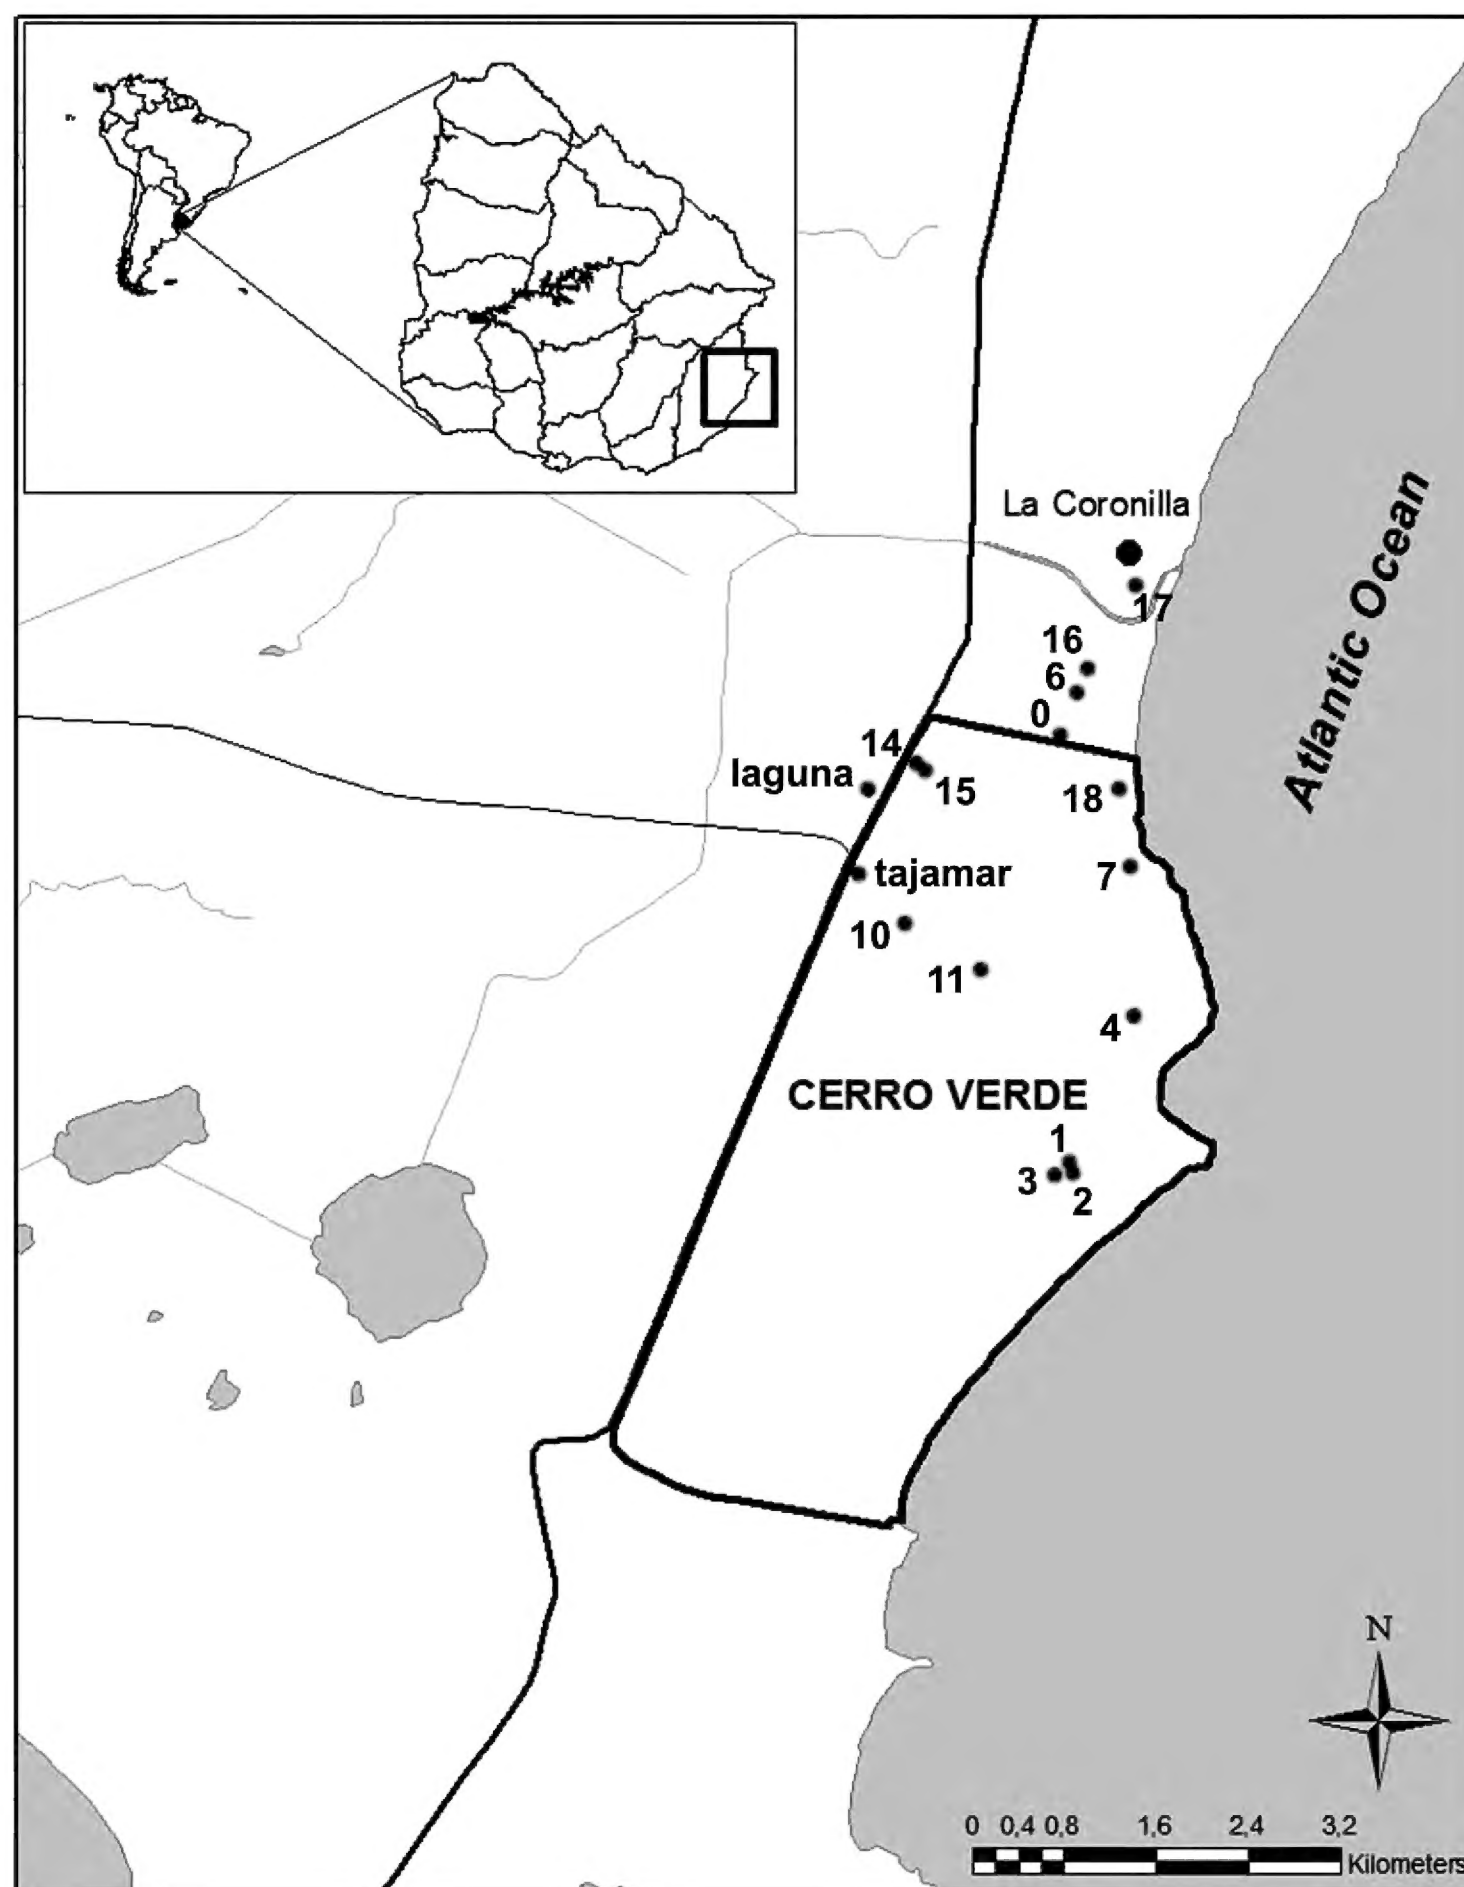 La Coronilla
17
16
6
0
14
laguna
15
18
tajamar
7
10
11
4
CERRO VERDE
1
3
2
Atlantic Ocean
N
0 0,4 0,8 1,6 2,4 3,2
Kilometers